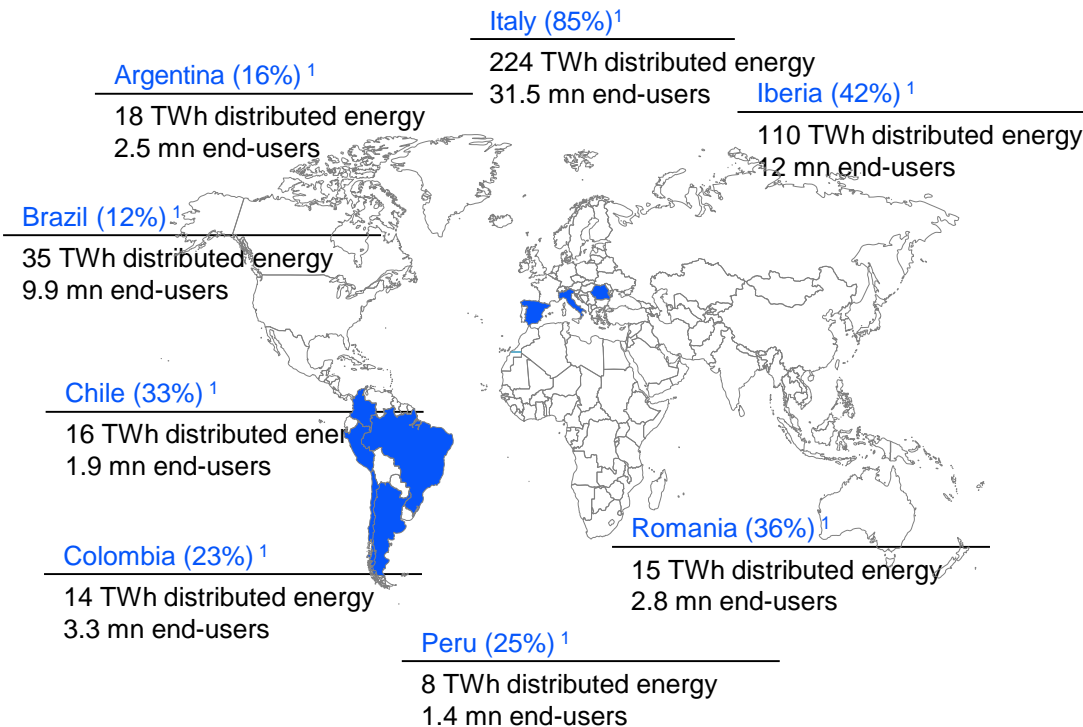 Italy (85%) 1
224 TWh distributed energy
31.5 mn end-users
Argentina (16%) 1
18 TWh distributed energy
2.5 mn end-users
Iberia (42%) 1
110 TWh distributed energy
12 mn end-users
Brazil (12%) 1
35 TWh distributed energy
9.9 mn end-users
Chile (33%) 1
16 TWh distributed ener
1.9 mn end-users
Romania (36%) 1
15 TWh distributed energy
2.8 mn end-users
Colombia (23%) 1
14 TWh distributed energy
3.3 mn end-users
Peru (25%) 1
8 TWh distributed energy
1.4 mn end-users